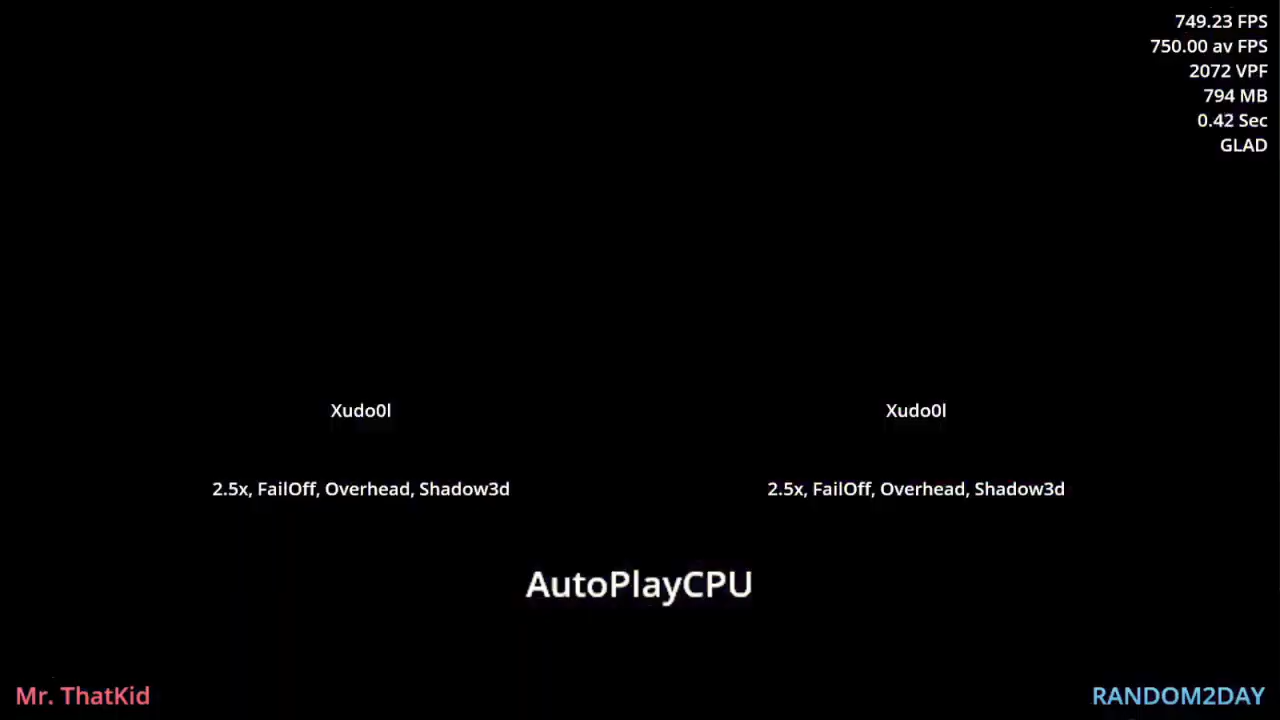 749.23 FPS
750.00 av FPS
2072 VPF
794 MB
0.42 Sec
GLAD
Xudo0l
Xudo0l
2.5x, FailOff, Overhead, Shadow3d
2.5x, FailOff, Overhead, Shadow3d
AutoPlayCPU
Mr. ThatKid
RANDOM2DAY